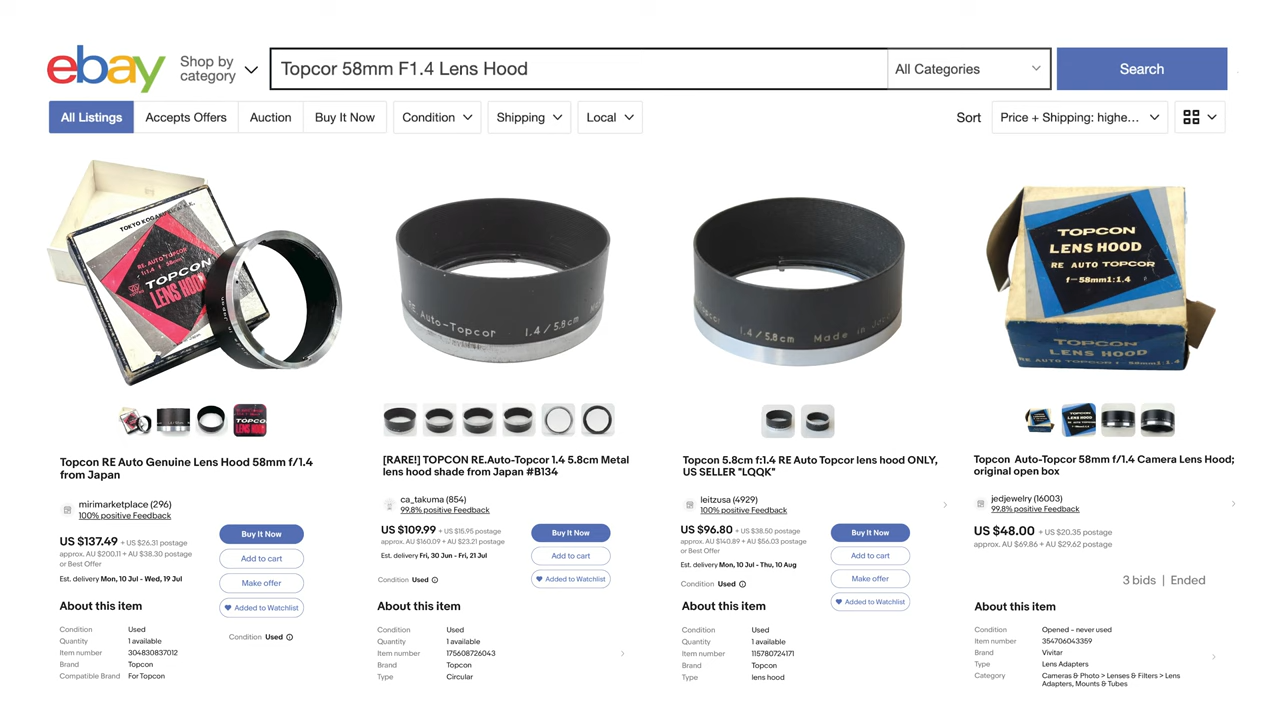 ebay
Shop by
category
Topcor 58mm F1.4 Lens Hood
All Categories
Search
All Listings
Accepts Offers
Auction
Buy It Now
Condition
Shipping
Local
Sort
Price + Shipping: highe...
TOKYO KOGAKU
RE. AUTO TOPCOR
f:1.4 f=58mm
TOPCON
LENS HOOD
RE. Auto-Topcor 1.4/5.8cm
1.4/5.8cm Made in
TOPCON
LENS HOOD
RE AUTO TOPCOR
f=58mm1:1.4
TOPCON
LENS HOOD
RE AUTO TOPCOR f=58mm1:1.4
Topcon RE Auto Genuine Lens Hood 58mm f/1.4
from Japan
mirimarketplace (296)
100% positive Feedback
US $137.49 + US $26.31 postage
approx. AU $200.11 + AU $38.30 postage
or Best Offer
Est. delivery Mon, 10 Jul - Wed, 19 Jul
Buy It Now
Add to cart
Make offer
Added to Watchlist
Condition Used
About this item
Condition Used
Quantity 1 available
Item number 304830837012
Brand Topcon
Compatible Brand For Topcon
[RARE!] TOPCON RE.Auto-Topcor 1.4 5.8cm Metal
lens hood shade from Japan #B134
ca_takuma (854)
99.8% positive Feedback
US $109.99 + US $15.95 postage
approx. AU $160.09 + AU $23.21 postage
Est. delivery Fri, 30 Jun - Fri, 21 Jul
Condition Used
Buy It Now
Add to cart
Added to Watchlist
About this item
Condition Used
Quantity 1 available
Item number 175608726043
Brand Topcon
Type Circular
Topcon 5.8cm f:1.4 RE Auto Topcor lens hood ONLY,
US SELLER "LQQK"
leitzusa (4929)
100% positive Feedback
US $96.80 + US $38.50 postage
approx. AU $140.89 + AU $56.03 postage
or Best Offer
Est. delivery Mon, 10 Jul - Thu, 10 Aug
Condition Used
Buy It Now
Add to cart
Make offer
Added to Watchlist
About this item
Condition Used
Quantity 1 available
Item number 115780724171
Brand Topcon
Type lens hood
Topcon Auto-Topcor 58mm f/1.4 Camera Lens Hood;
original open box
jedjewelry (16003)
99.8% positive Feedback
US $48.00 + US $20.35 postage
approx. AU $69.86 + AU $29.62 postage
3 bids | Ended
About this item
Condition Opened – never used
Item number 354706043359
Brand Vivitar
Type Lens Adapters
Category Cameras & Photo > Lenses & Filters > Lens
Adapters, Mounts & Tubes